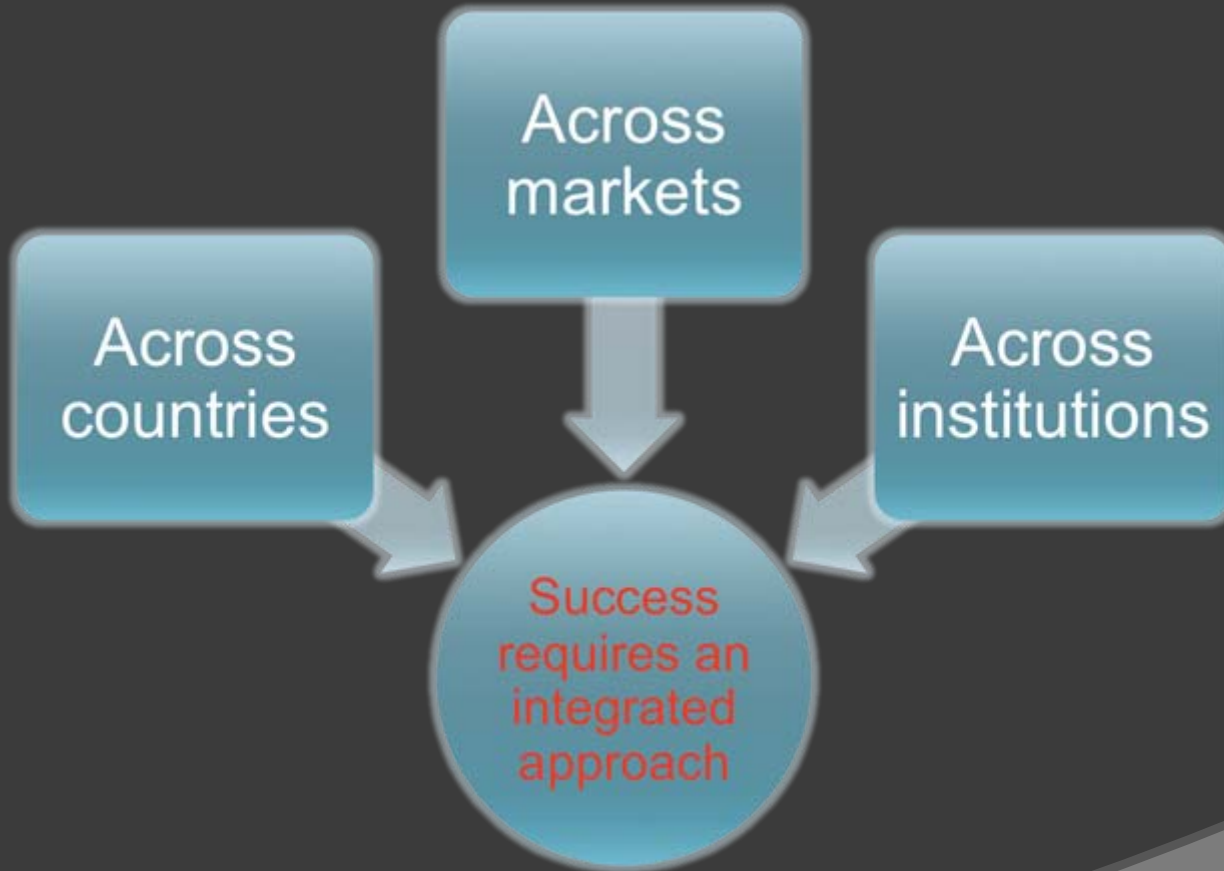 Across
markets
Across
countries
Across
institutions
Success
requires an
integrated
approach